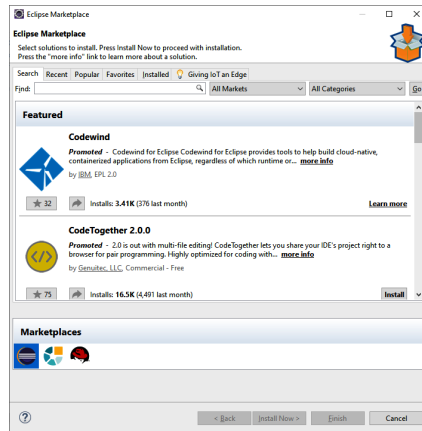 Eclipse Marketplace
Eclipse Marketplace
Select solutions to install. Press Install Now to proceed with installation.
Press the "more info" link to learn more about a solution.
Search Recent Popular Favorites Installed Giving IoT an Edge
Find: All Markets All Categories Go
Featured
Codewind
Promoted - Codewind for Eclipse Codewind for Eclipse provides tools to help build cloud-native,
containerized applications from Eclipse, regardless of which runtime or... more info
by IBM, EPL 2.0
32 Installs: 3.41K (376 last month) Learn more
CodeTogether 2.0.0
Promoted - 2.0 is out with multi-file editing! CodeTogether lets you share your IDE's project right to a
browser for pair programming. Highly optimized for coding with... more info
by Genuitec, LLC, Commercial - Free
75 Installs: 16.5K (4,491 last month) Install
Marketplaces
< Back Install Now > Finish Cancel